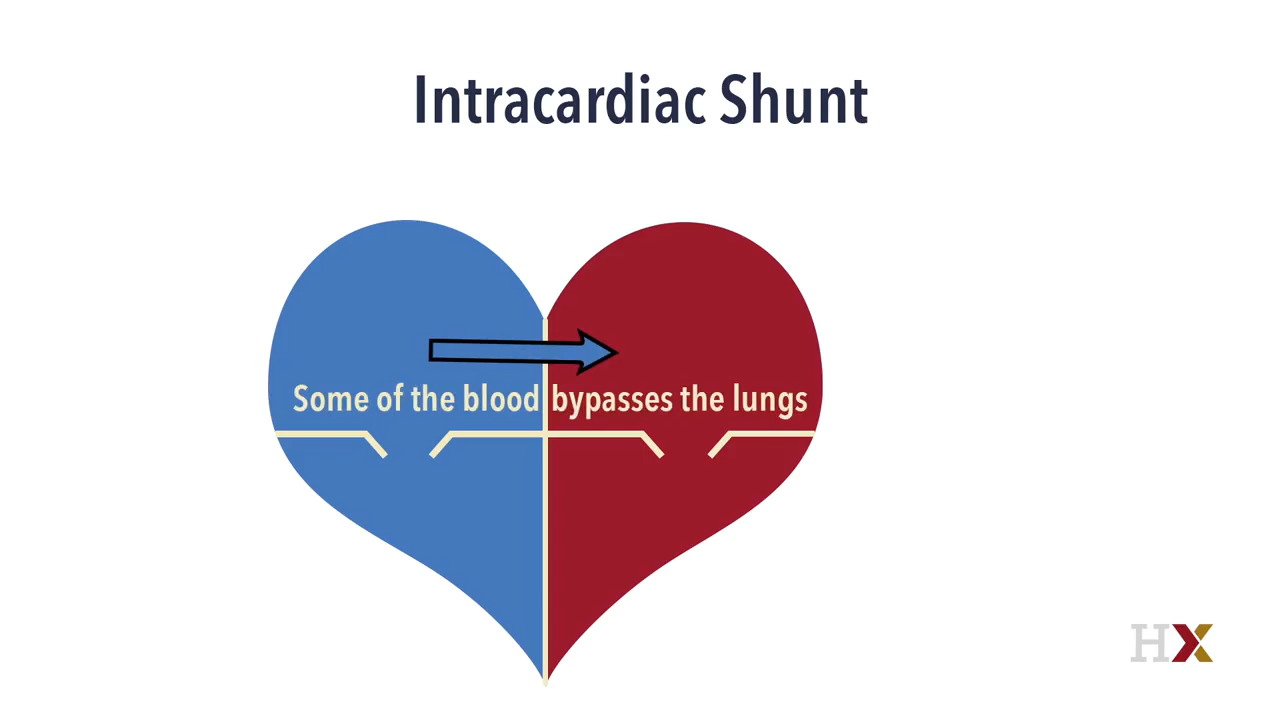 Intracardiac Shunt
Some of the blood bypasses the lungs
HX